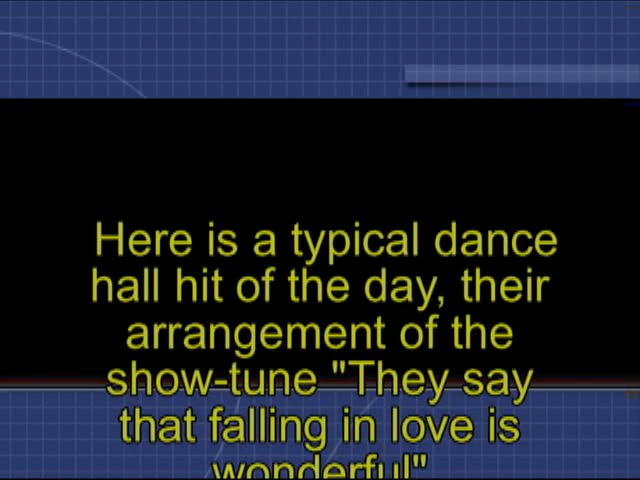 Here is a typical dance
hall hit of the day, their
arrangement of the
show-tune "They say
that falling in love is
wonderful"